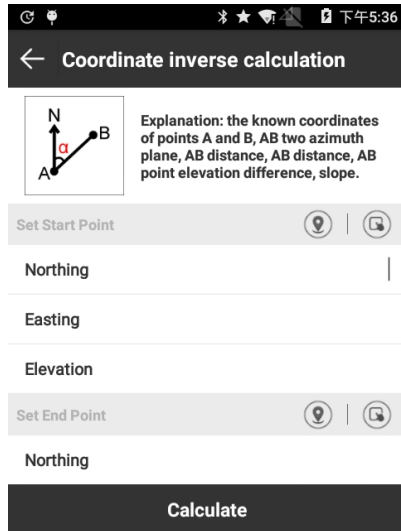 下午5:36
Coordinate inverse calculation
N
B
α
A
Explanation: the known coordinates
of points A and B, AB two azimuth
plane, AB distance, AB distance, AB
point elevation difference, slope.
Set Start Point
Northing
Easting
Elevation
Set End Point
Northing
Calculate